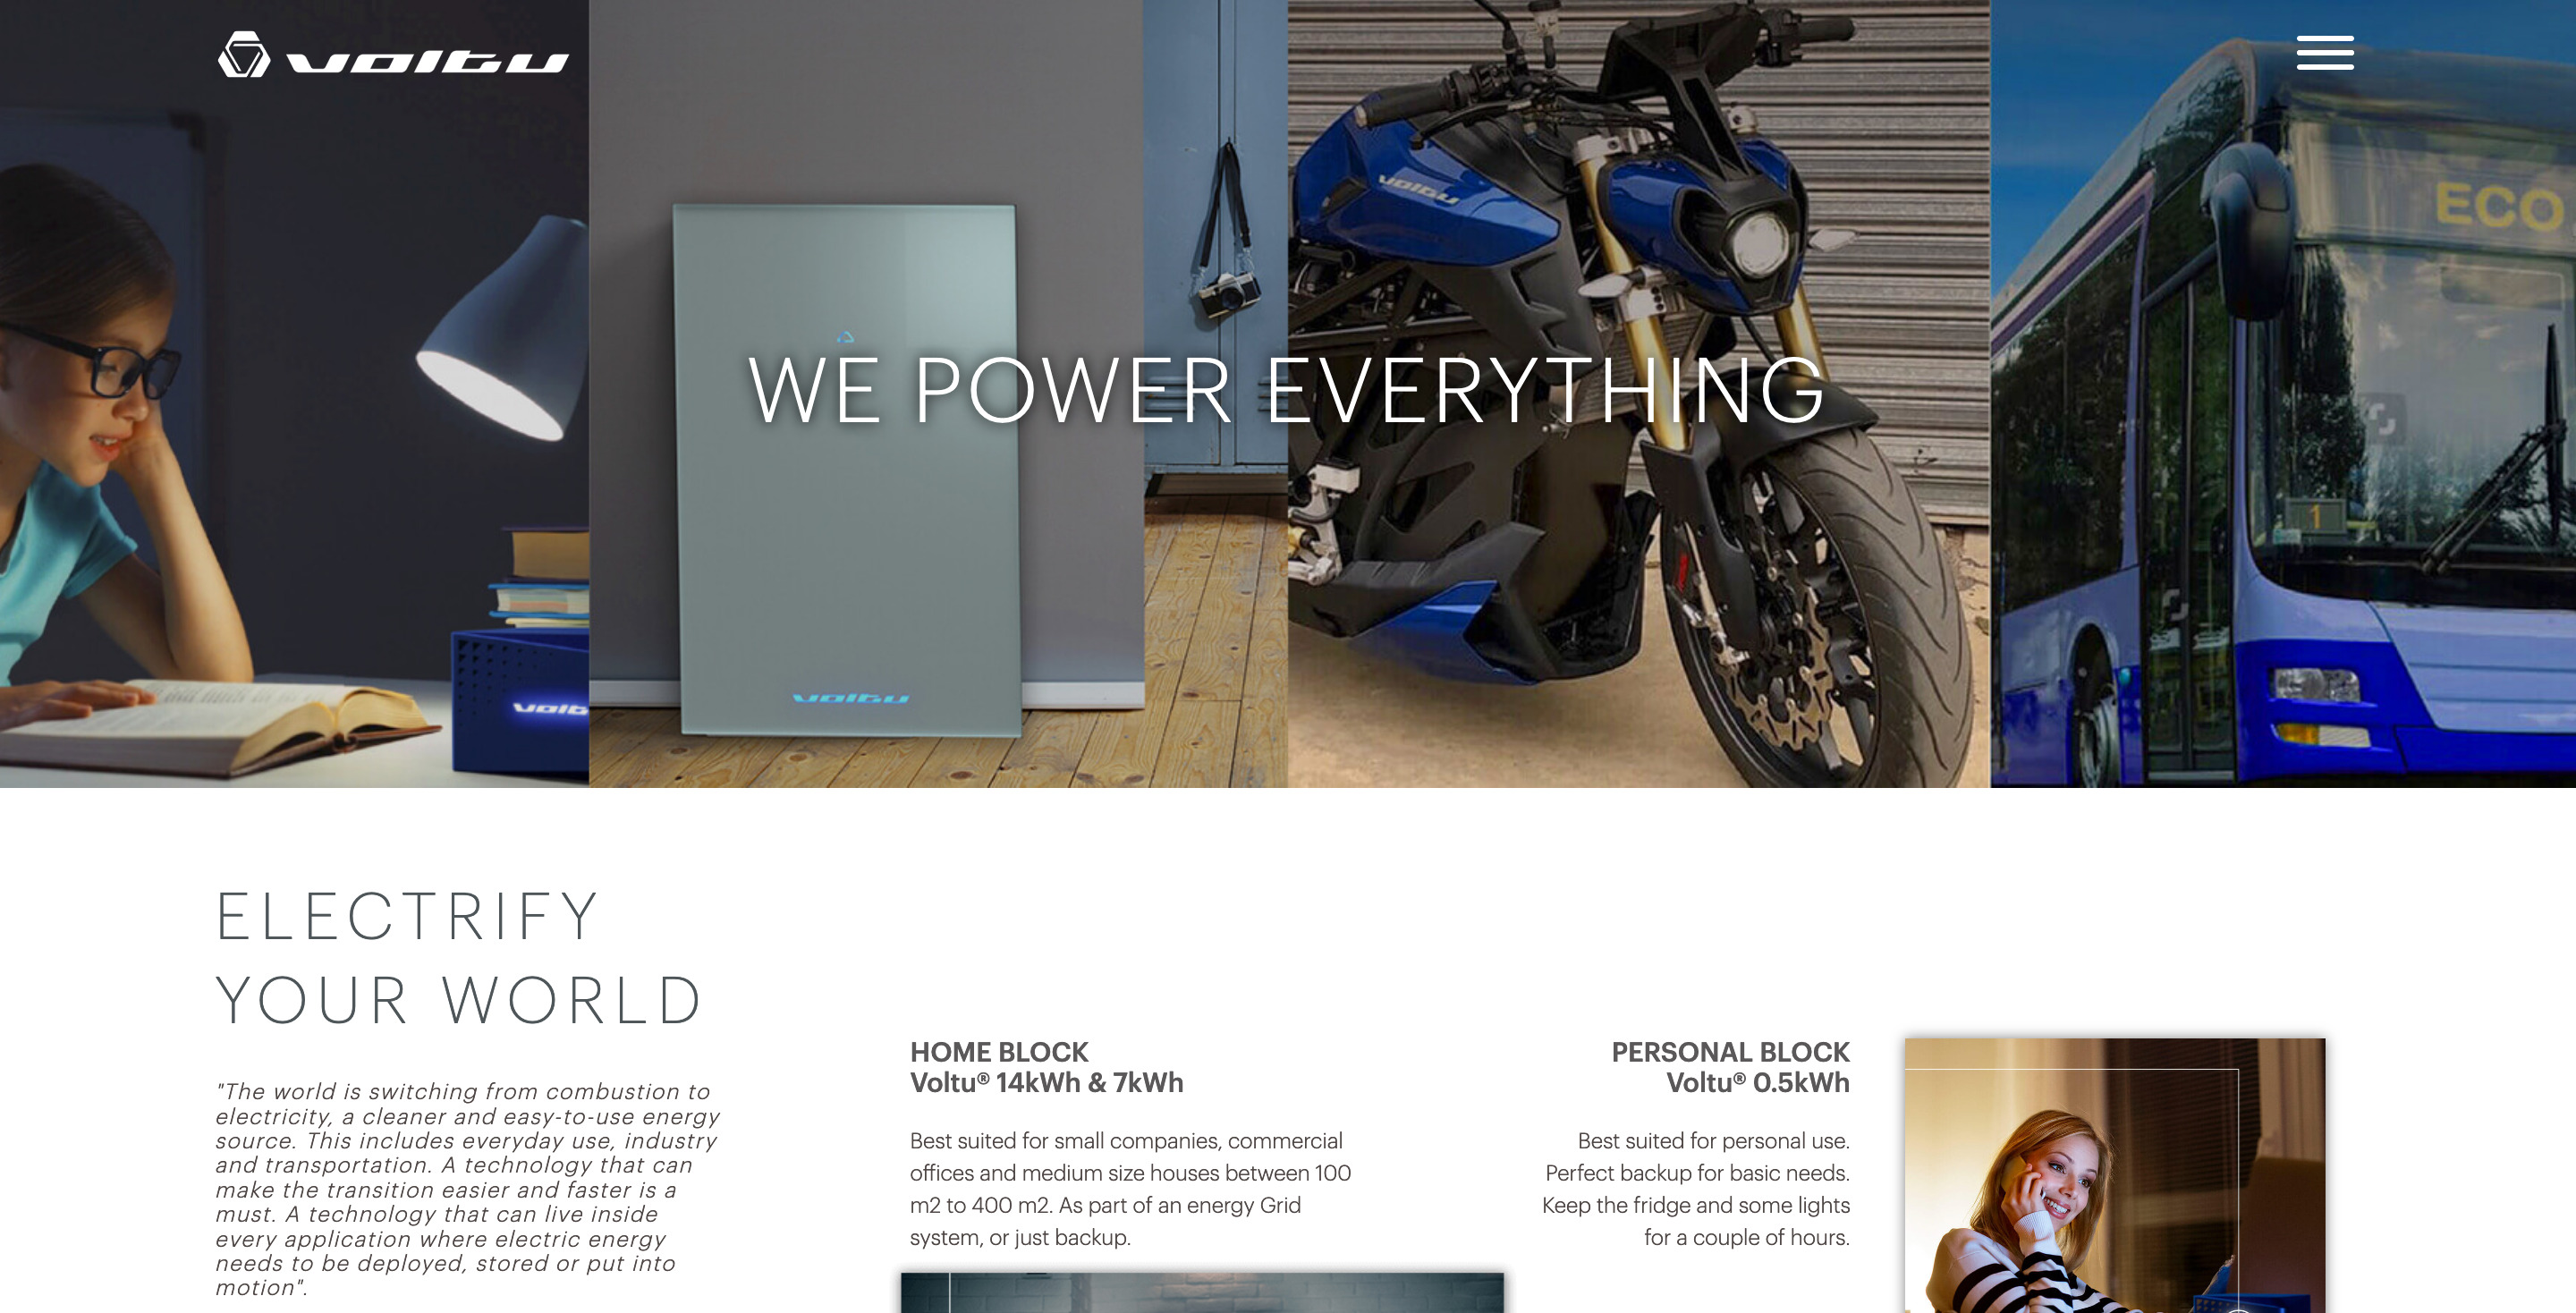 voltu
ECO
voltu
WE POWER EVERYTHING
1
voltu
voltu
ELECTRIFY
YOUR WORLD
"The world is switching from combustion to
electricity, a cleaner and easy-to-use energy
source. This includes everyday use, industry
and transportation. A technology that can
make the transition easier and faster is a
must. A technology that can live inside
every application where electric energy
needs to be deployed, stored or put into
motion".
HOME BLOCK
Voltu® 14kWh & 7kWh
Best suited for small companies, commercial
offices and medium size houses between 100
m2 to 400 m2. As part of an energy Grid
system, or just backup.
PERSONAL BLOCK
Voltu® 0.5kWh
Best suited for personal use.
Perfect backup for basic needs.
Keep the fridge and some lights
for a couple of hours.